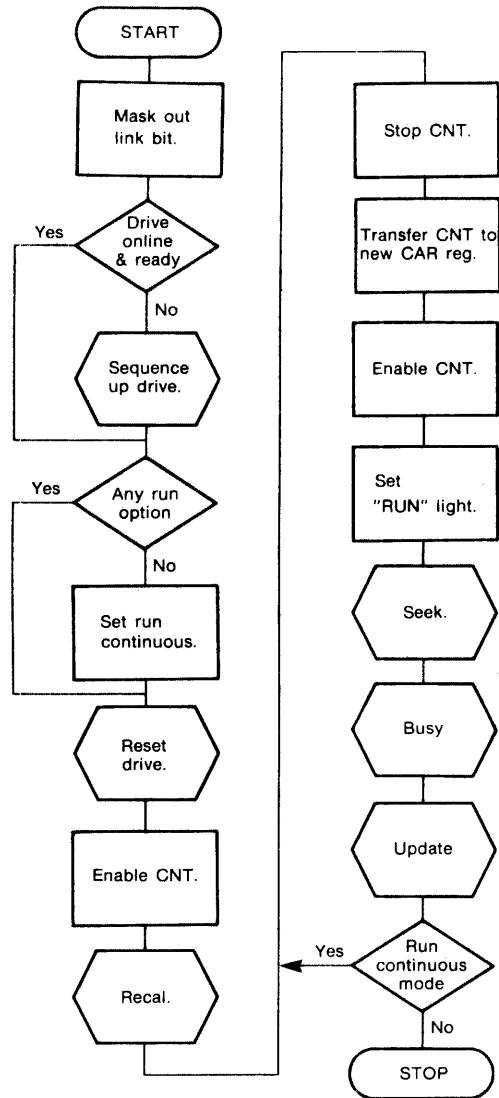 START
Mask out
link bit.
Yes
Drive
online
& ready
No
Sequence
up drive.
Yes
Any run
option
No
Set run
continuous.
Reset
drive.
Enable CNT.
Recal.
Stop CNT.
Transfer CNT to
new CAR reg.
Enable CNT.
Set
"RUN" light.
Seek.
Busy
Update
Yes
Run
continuous
mode
No
STOP